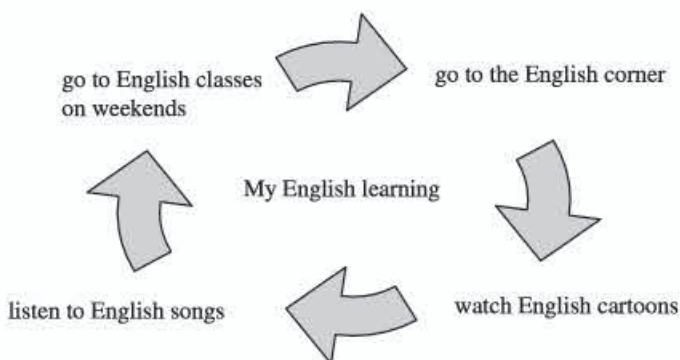 go to English classes
on weekends
go to the English corner
My English learning
listen to English songs
watch English cartoons